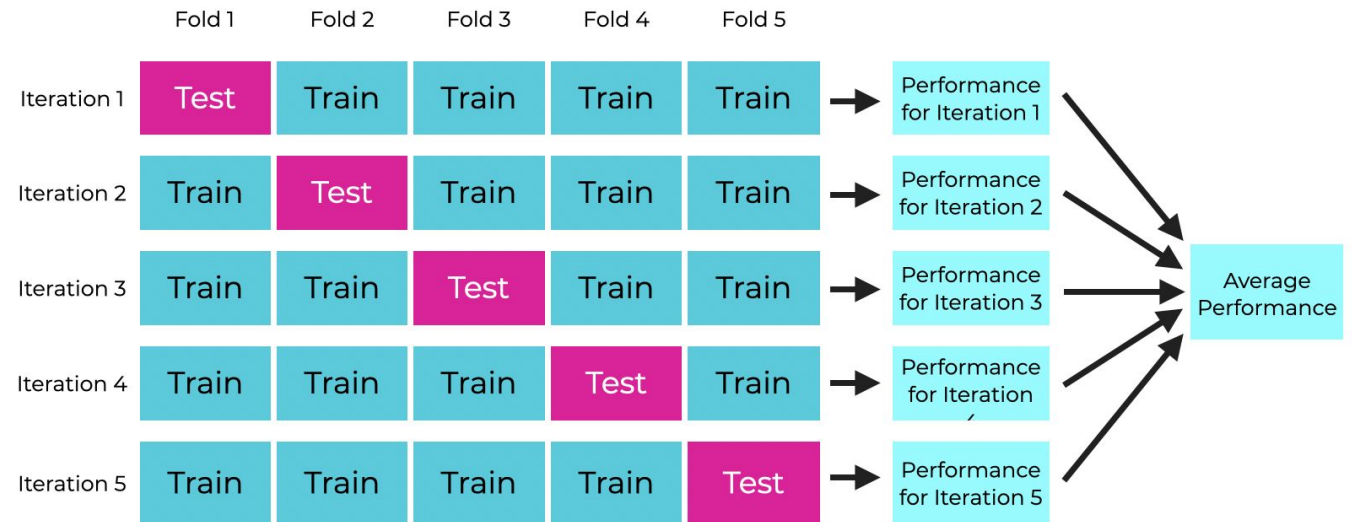 Fold 1 Fold 2 Fold 3 Fold 4 Fold 5
Iteration 1 Test Train Train Train Train Performance
for Iteration 1
Iteration 2 Train Test Train Train Train Performance
for Iteration 2
Iteration 3 Train Train Test Train Train Performance
for Iteration 3
Average
Performance
Iteration 4 Train Train Train Test Train Performance
for Iteration
Iteration 5 Train Train Train Train Test Performance
for Iteration 5